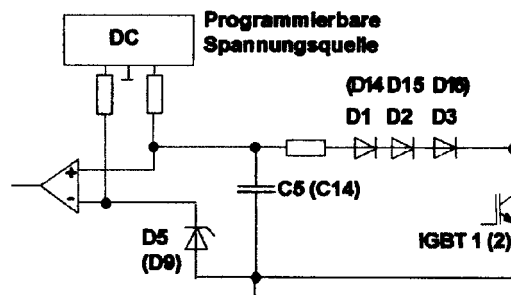 DC
Programmierbare
Spannungsquelle
(D14 D15 D16)
D1 D2 D3
+
-
C5 (C14)
D5
(D9)
IGBT 1 (2)